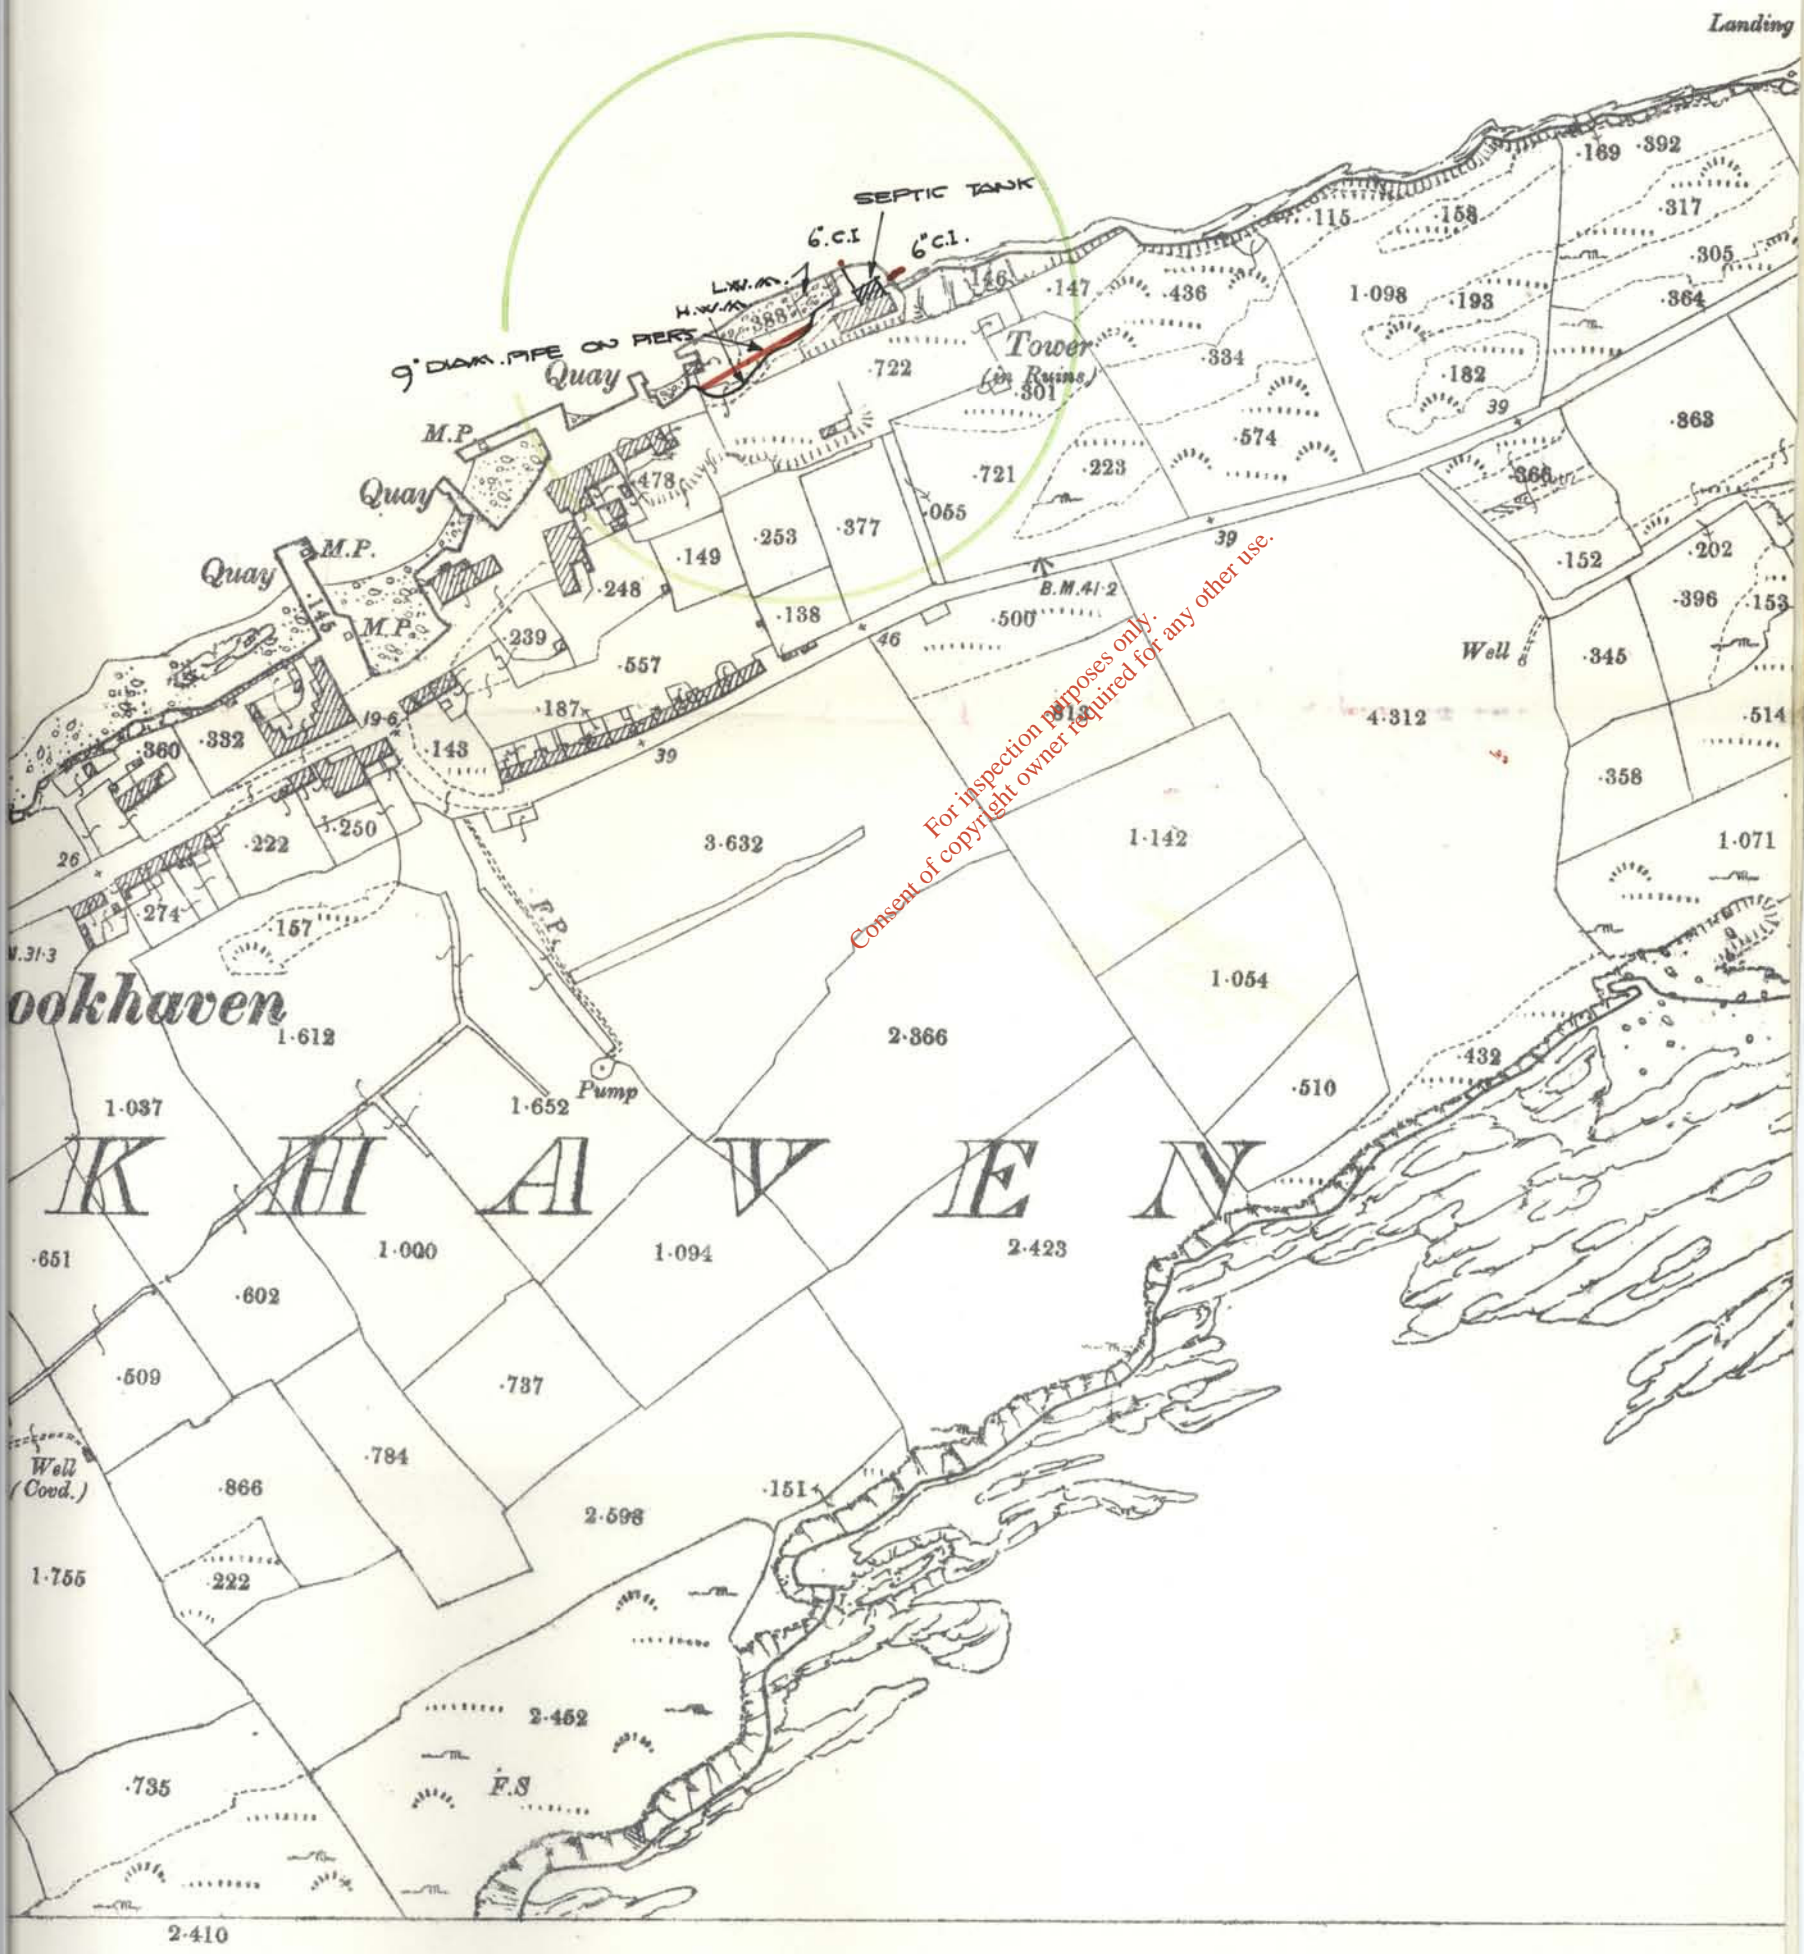 Landing
·169 ·392
SEPTIC TANK
·115 ·158 ·317
6" C.I
6" C.I.
·305
L.W.M.
·146
·147 ·436 1·098 ·193 ·364
H.W.M.
·388
9" DIAM. PIPE ON PIERS
Quay
·722
Tower
(in Ruins)
·301
·334
·182
39
M.P.
·574
·863
Quay
·478
·721 ·223
·366
·055
·253 ·377
39
M.P.
Quay
·149
·152 ·202
·248
B.M.41·2
·145
·138
·500
·396 ·153
M.P.
·239
46
·557
Well
·345
·187
·813
4·312
·514
19·6
·360 ·332
·143
39
·358
·250
·222
3·632
1·142
1·071
26
·274
F.P.
·157
31·3
1·054
ookhaven
1·612
2·366
·432
Pump
·510
1·037
1·652
K H A V E N
·651
1·000
1·094
2·423
·602
·509
·737
Well
(Covd.)
·784
·866
·151
2·598
1·755
·222
2·452
·735
F.S
2·410
For inspection purposes only.
Consent of copyright owner required for any other use.